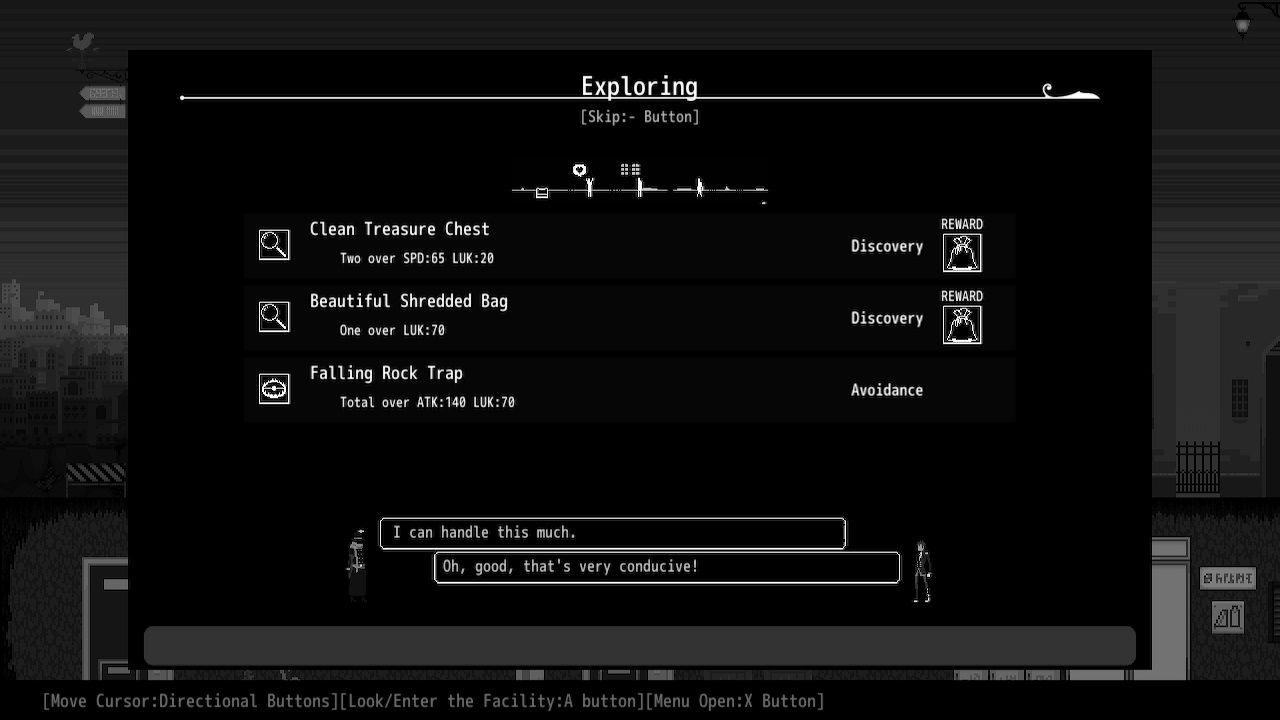 Exploring
[Skip:- Button]
Clean Treasure Chest
Two over SPD:65 LUK:20
Discovery
REWARD
Beautiful Shredded Bag
One over LUK:70
Discovery
REWARD
Falling Rock Trap
Total over ATK:140 LUK:70
Avoidance
I can handle this much.
Oh, good, that's very conducive!
[Move Cursor:Directional Buttons][Look/Enter the Facility:A button][Menu Open:X Button]